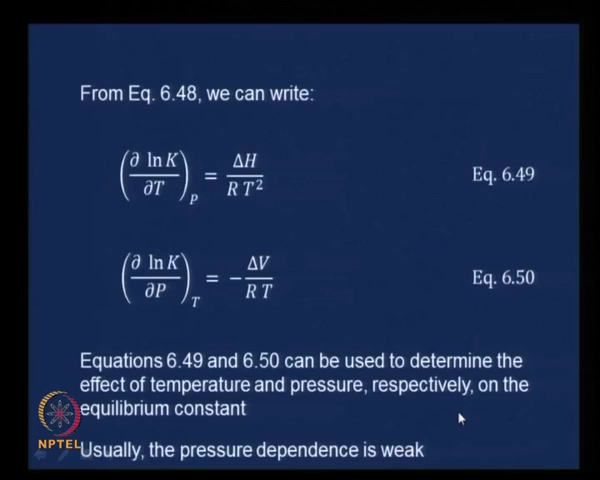 From Eq. 6.48, we can write:
(∂ ln K / ∂T)_P = ΔH / R T² Eq. 6.49
(∂ ln K / ∂P)_T = − ΔV / R T Eq. 6.50
Equations 6.49 and 6.50 can be used to determine the
effect of temperature and pressure, respectively, on the
equilibrium constant
NPTEL
Usually, the pressure dependence is weak